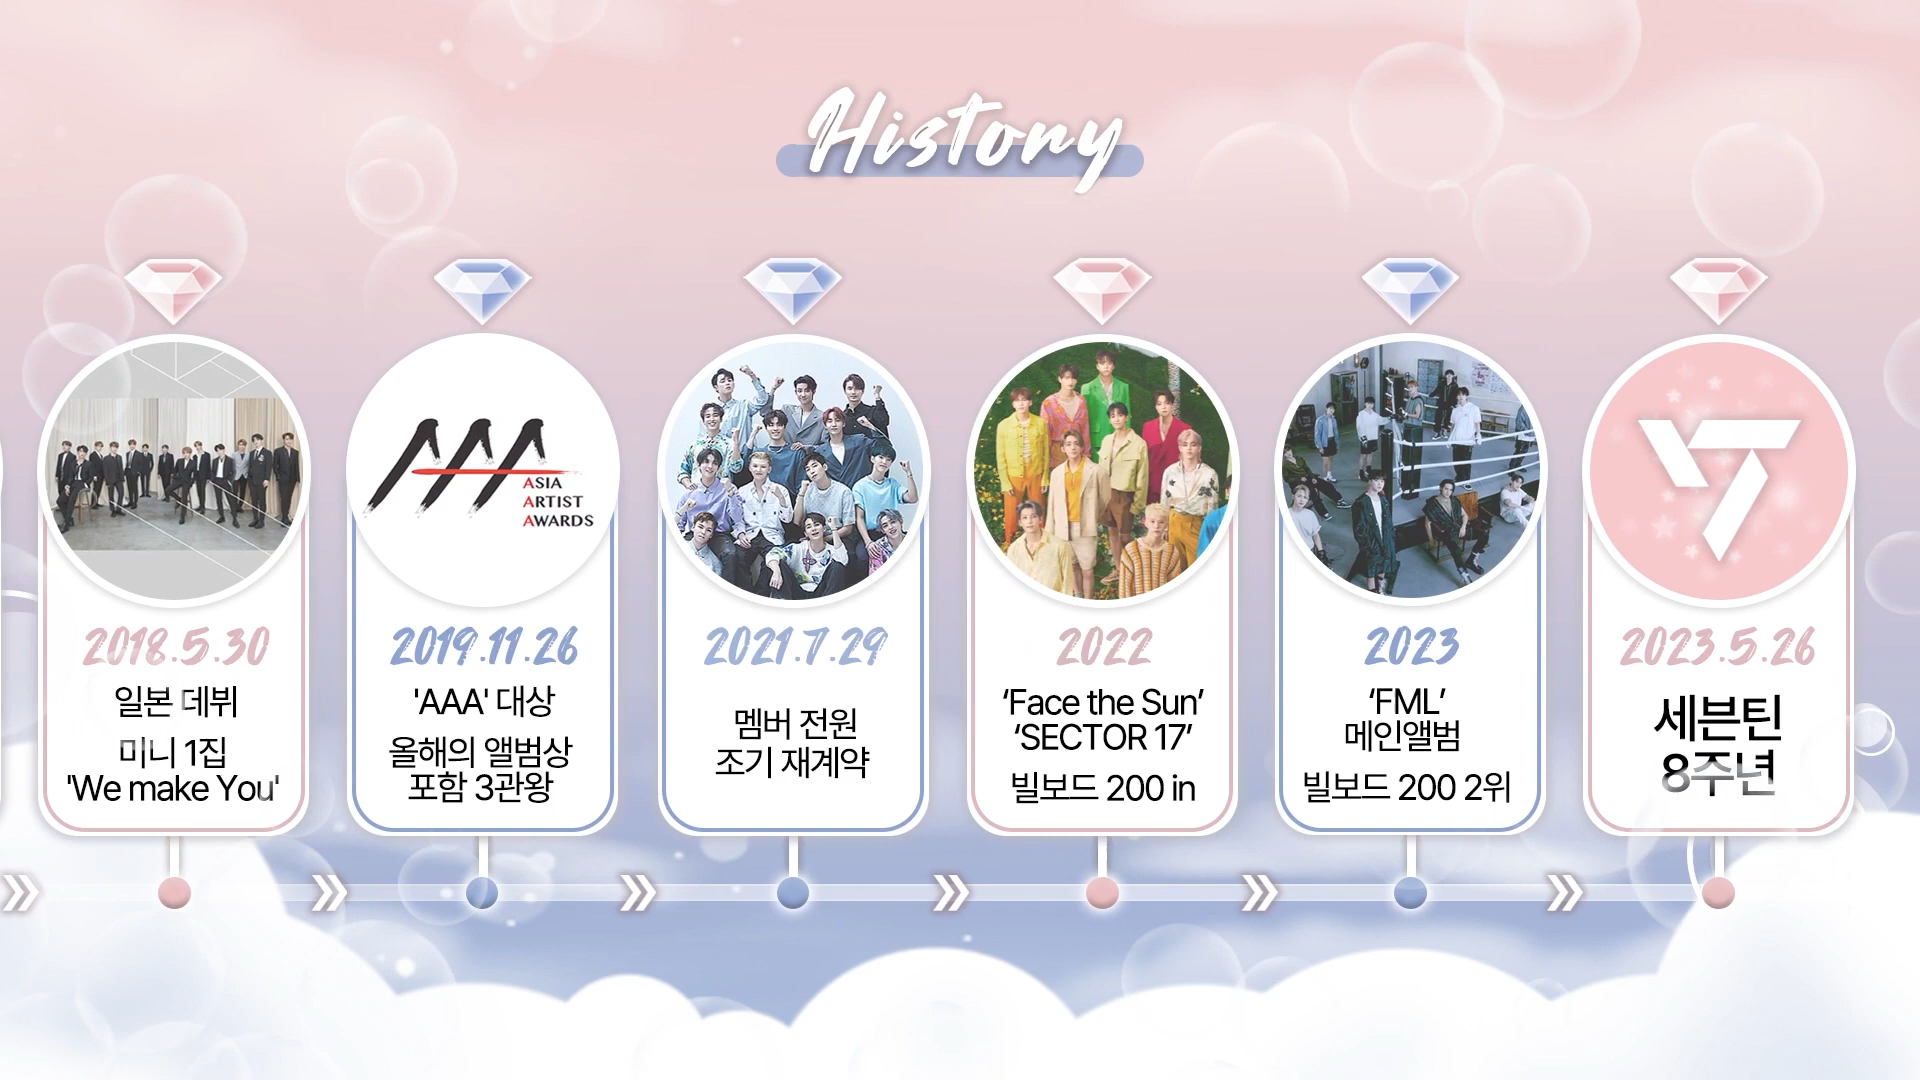 History
2018.5.30
일본 데뷔
미니 1집
'We make You'
AAA
ASIA
ARTIST
AWARDS
2019.11.26
'AAA' 대상
올해의 앨범상
포함 3관왕
2021.7.29
멤버 전원
조기 재계약
2022
‘Face the Sun’
‘SECTOR 17’
빌보드 200 in
2023
‘FML’
메인앨범
빌보드 200 2위
2023.5.26
세븐틴
8주년